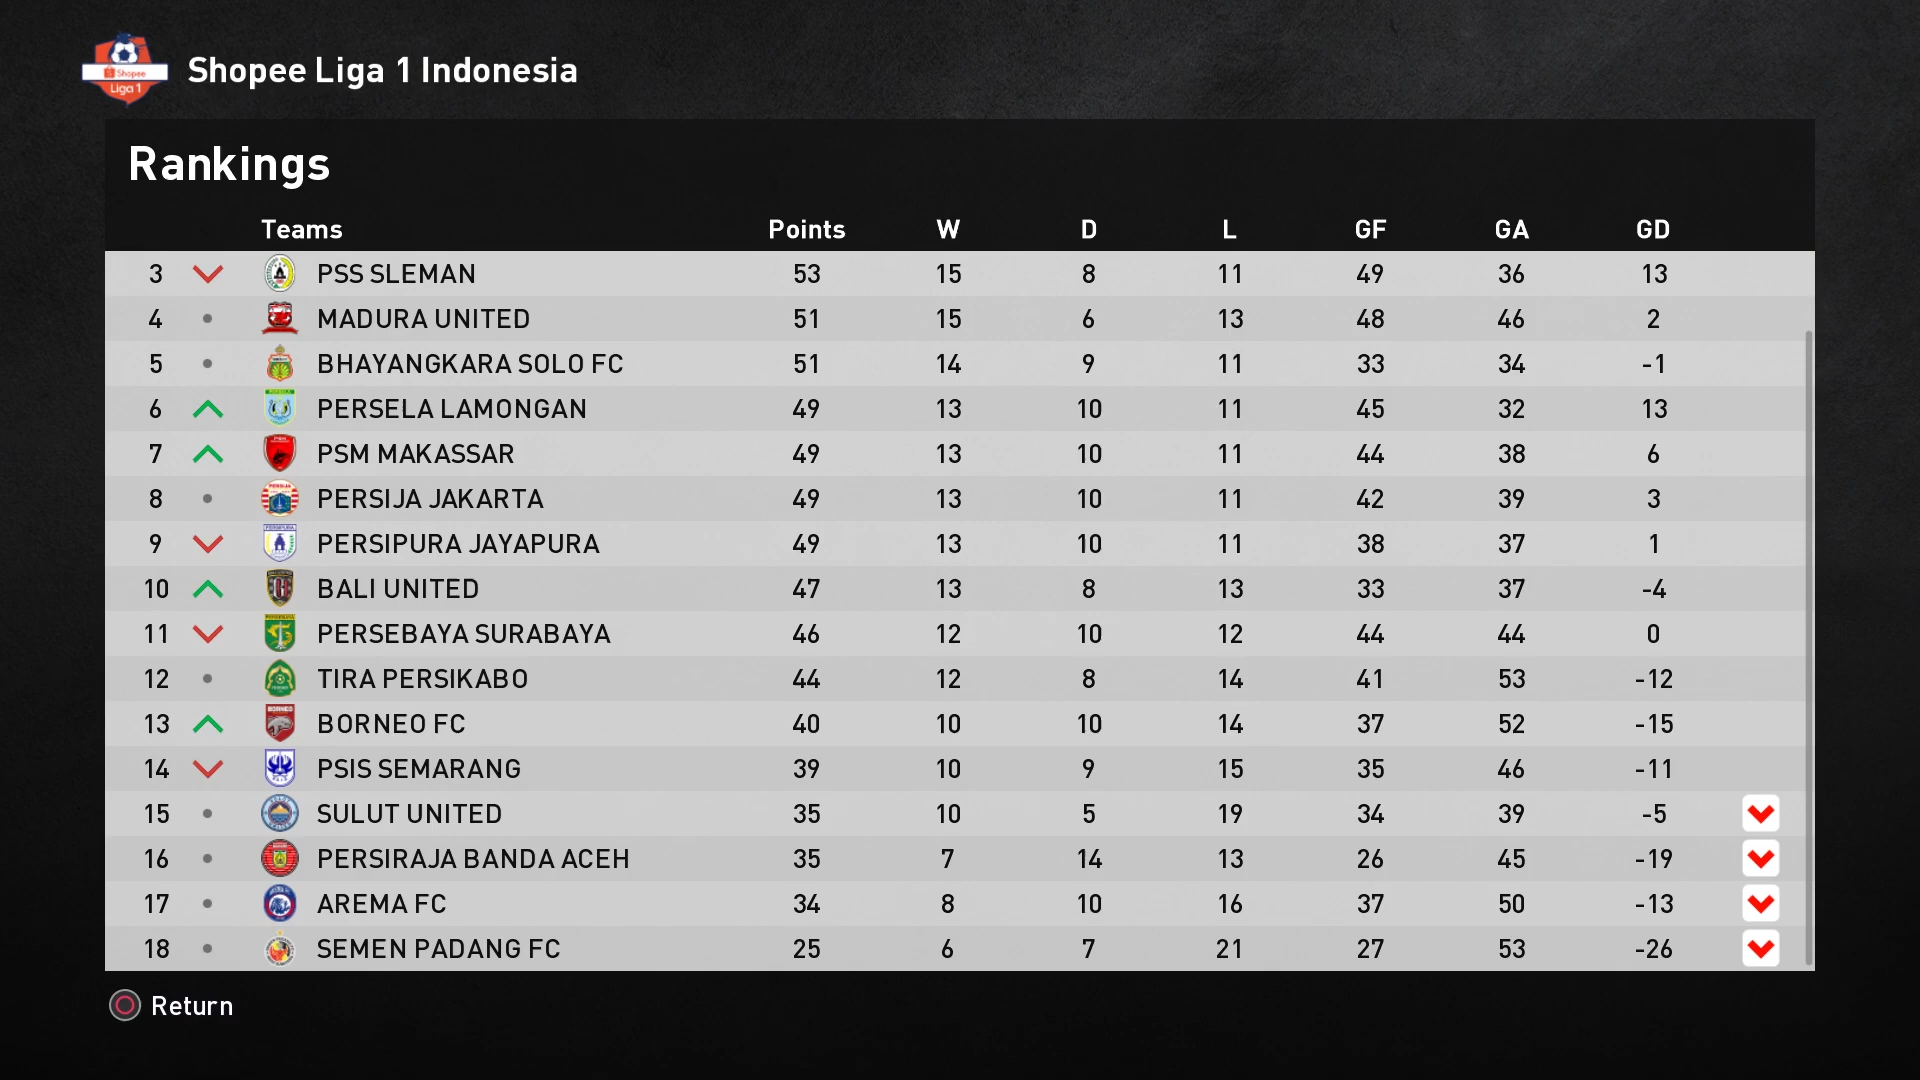 Shopee
Liga 1
Shopee Liga 1 Indonesia
Rankings
Teams Points W D L GF GA GD
3 PSS SLEMAN 53 15 8 11 49 36 13
4 MADURA UNITED 51 15 6 13 48 46 2
5 BHAYANGKARA SOLO FC 51 14 9 11 33 34 -1
6 PERSELA LAMONGAN 49 13 10 11 45 32 13
7 PSM MAKASSAR 49 13 10 11 44 38 6
8 PERSIJA JAKARTA 49 13 10 11 42 39 3
9 PERSIPURA JAYAPURA 49 13 10 11 38 37 1
10 BALI UNITED 47 13 8 13 33 37 -4
11 PERSEBAYA SURABAYA 46 12 10 12 44 44 0
12 TIRA PERSIKABO 44 12 8 14 41 53 -12
13 BORNEO FC 40 10 10 14 37 52 -15
14 PSIS SEMARANG 39 10 9 15 35 46 -11
15 SULUT UNITED 35 10 5 19 34 39 -5
16 PERSIRAJA BANDA ACEH 35 7 14 13 26 45 -19
17 AREMA FC 34 8 10 16 37 50 -13
18 SEMEN PADANG FC 25 6 7 21 27 53 -26
Return